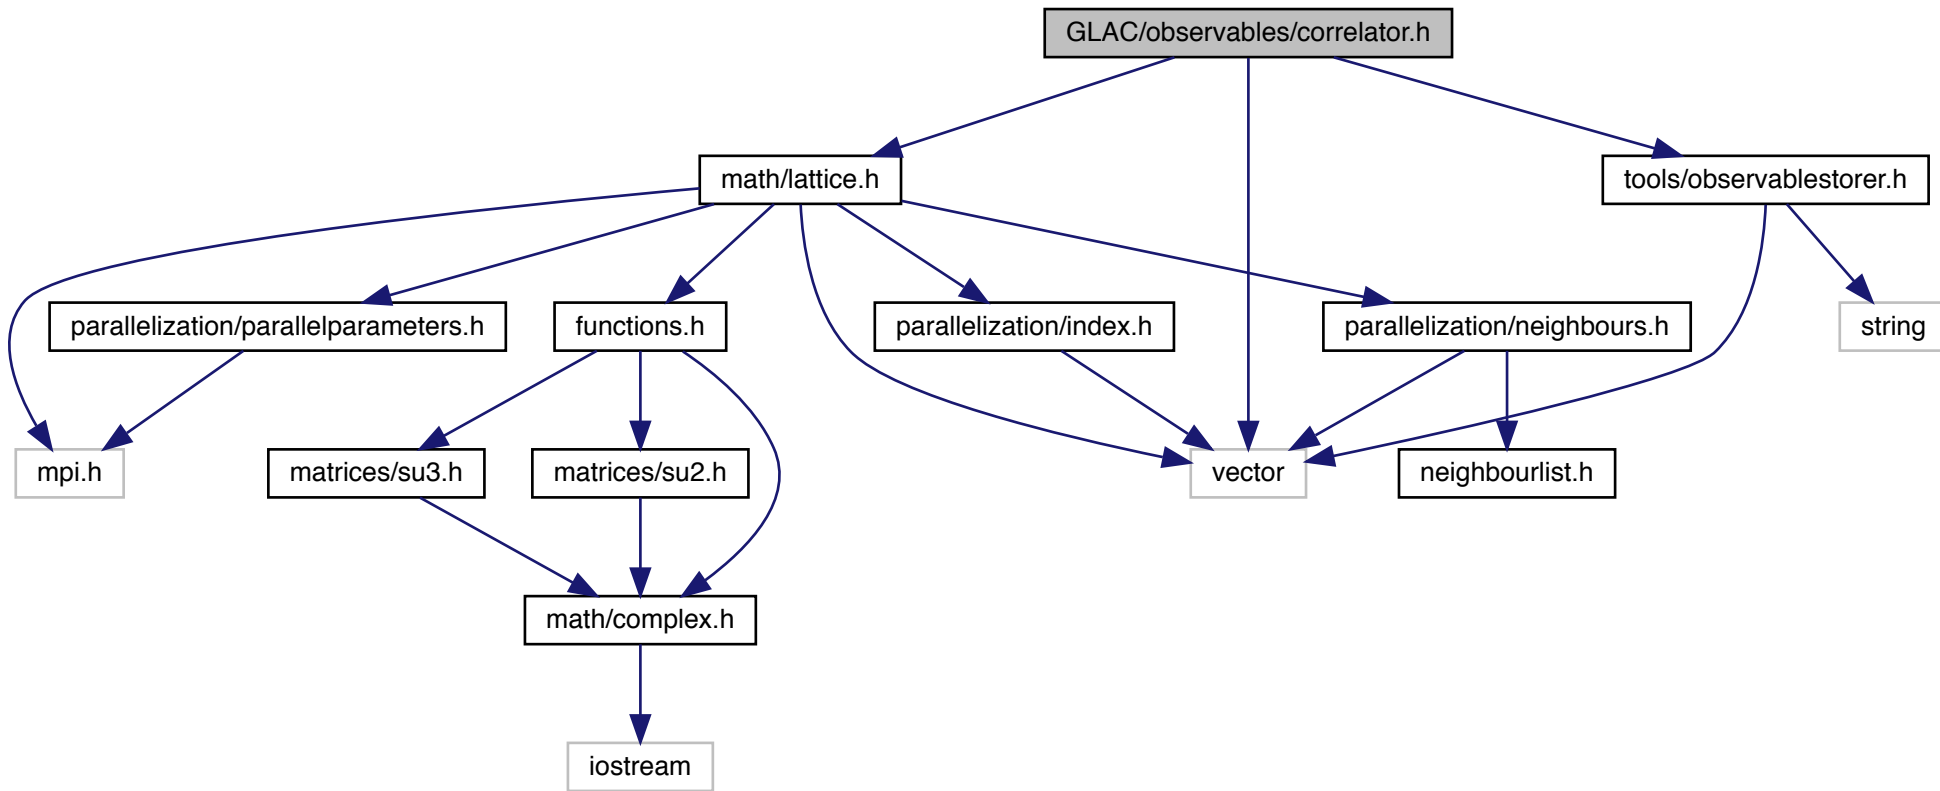 GLAC/observables/correlator.h
math/lattice.h
tools/observablestorer.h
parallelization/parallelparameters.h
functions.h
parallelization/index.h
parallelization/neighbours.h
string
mpi.h
matrices/su3.h
matrices/su2.h
vector
neighbourlist.h
math/complex.h
iostream